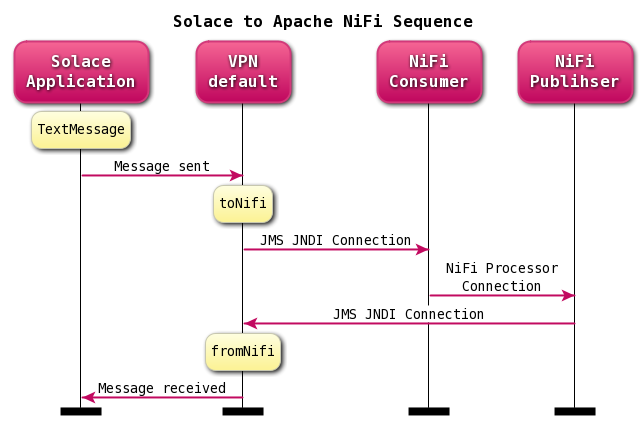 Solace to Apache NiFi Sequence
Solace
Application
VPN
default
NiFi
Consumer
NiFi
Publihser
TextMessage
Message sent
toNifi
JMS JNDI Connection
NiFi Processor
Connection
JMS JNDI Connection
fromNifi
Message received